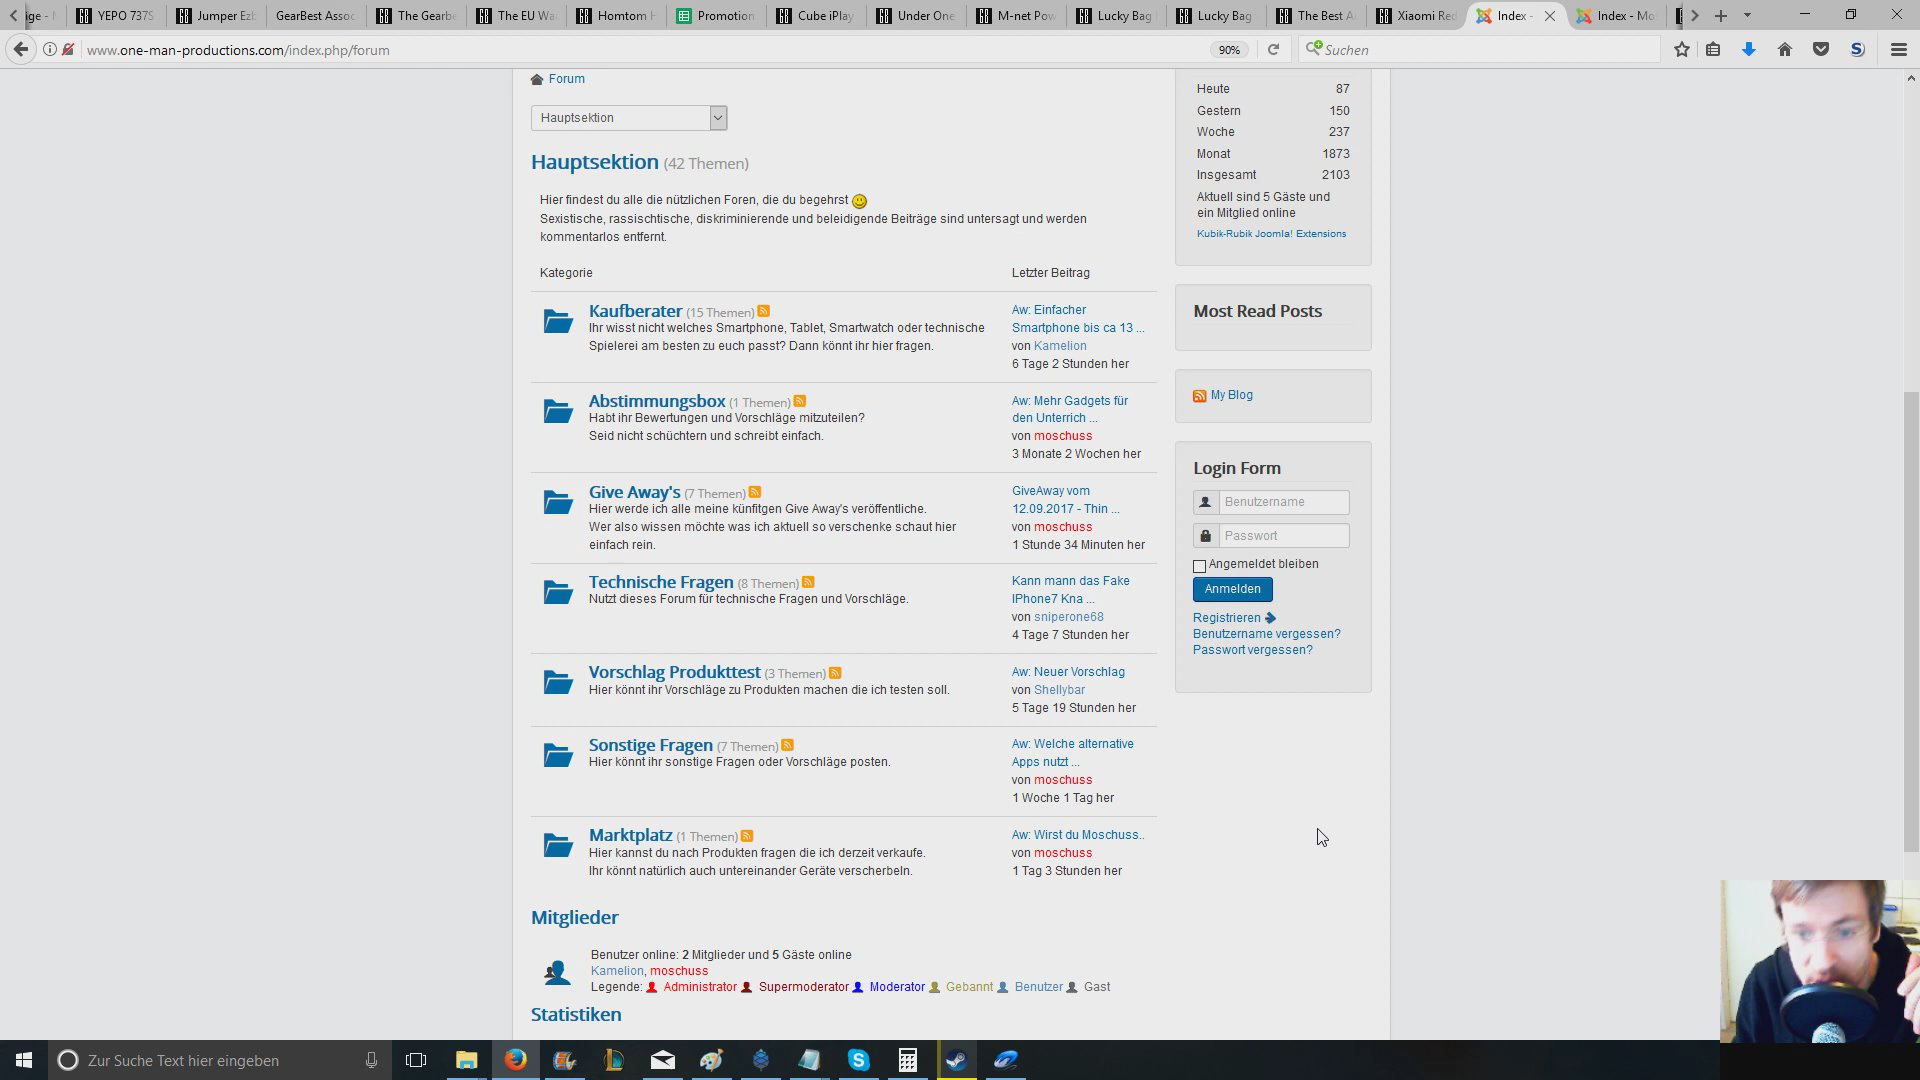 ige - N
YEPO 737S
Jumper Ezb
GearBest Assoc
The Gearbe
The EU Wa
Homtom H
Promotion
Cube iPlay
Under One
M-net Pow
Lucky Bag
Lucky Bag
The Best A
Xiaomi Red
Index -
Index - Mo
www.one-man-productions.com/index.php/forum
90%
Suchen
Forum
Hauptsektion
Hauptsektion (42 Themen)
Hier findest du alle die nützlichen Foren, die du begehrst
Sexistische, rassischtische, diskriminierende und beleidigende Beiträge sind untersagt und werden
kommentarlos entfernt.
Kategorie Letzter Beitrag
Kaufberater (15 Themen)
Ihr wisst nicht welches Smartphone, Tablet, Smartwatch oder technische
Spielerei am besten zu euch passt? Dann könnt ihr hier fragen.
Aw: Einfacher
Smartphone bis ca 13 ...
von Kamelion
6 Tage 2 Stunden her
Abstimmungsbox (1 Themen)
Habt ihr Bewertungen und Vorschläge mitzuteilen?
Seid nicht schüchtern und schreibt einfach.
Aw: Mehr Gadgets für
den Unterrich ...
von moschuss
3 Monate 2 Wochen her
Give Away's (7 Themen)
Hier werde ich alle meine künfitgen Give Away's veröffentliche.
Wer also wissen möchte was ich aktuell so verschenke schaut hier
einfach rein.
GiveAway vom
12.09.2017 - Thin ...
von moschuss
1 Stunde 34 Minuten her
Technische Fragen (8 Themen)
Nutzt dieses Forum für technische Fragen und Vorschläge.
Kann mann das Fake
IPhone7 Kna ...
von sniperone68
4 Tage 7 Stunden her
Vorschlag Produkttest (3 Themen)
Hier könnt ihr Vorschläge zu Produkten machen die ich testen soll.
Aw: Neuer Vorschlag
von Shellybar
5 Tage 19 Stunden her
Sonstige Fragen (7 Themen)
Hier könnt ihr sonstige Fragen oder Vorschläge posten.
Aw: Welche alternative
Apps nutzt ...
von moschuss
1 Woche 1 Tag her
Marktplatz (1 Themen)
Hier kannst du nach Produkten fragen die ich derzeit verkaufe.
Ihr könnt natürlich auch untereinander Geräte verscherbeln.
Aw: Wirst du Moschuss..
von moschuss
1 Tag 3 Stunden her
Mitglieder
Benutzer online: 2 Mitglieder und 5 Gäste online
Kamelion, moschuss
Legende: Administrator Supermoderator Moderator Gebannt Benutzer Gast
Statistiken
Heute 87
Gestern 150
Woche 237
Monat 1873
Insgesamt 2103
Aktuell sind 5 Gäste und
ein Mitglied online
Kubik-Rubik Joomla! Extensions
Most Read Posts
My Blog
Login Form
Benutzername
Passwort
Angemeldet bleiben
Anmelden
Registrieren
Benutzername vergessen?
Passwort vergessen?
Zur Suche Text hier eingeben